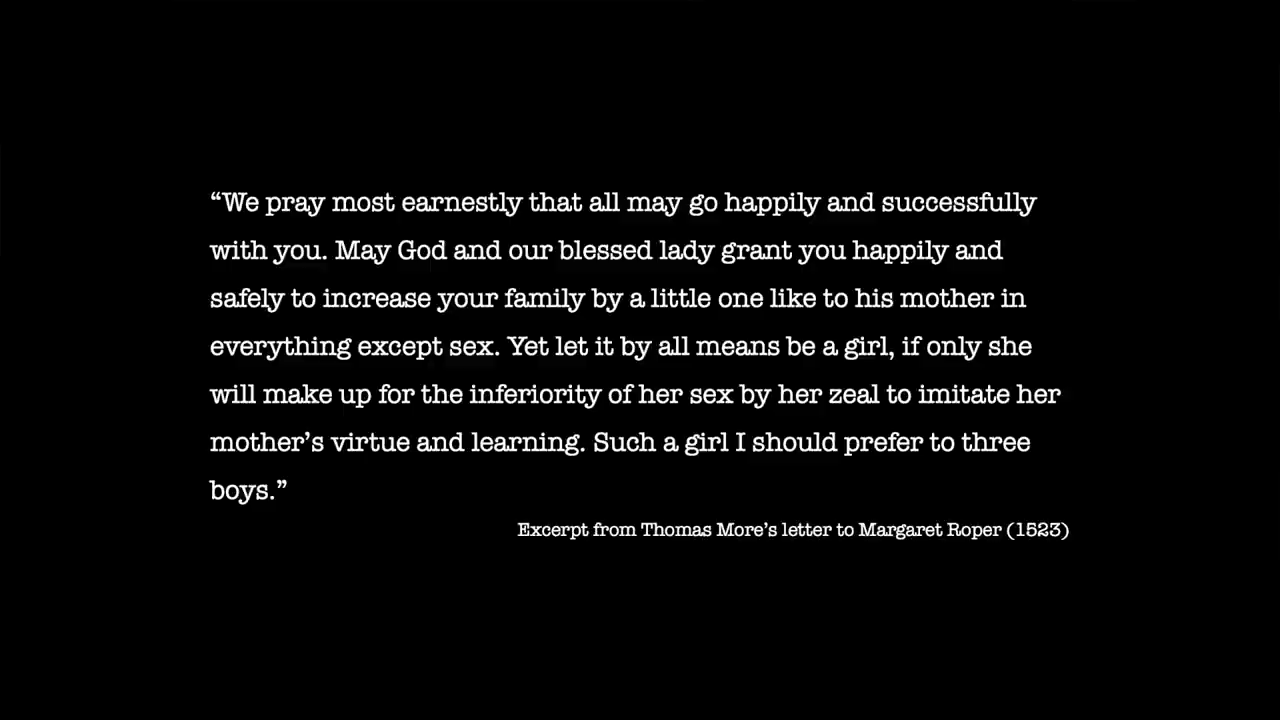 “We pray most earnestly that all may go happily and successfully
with you. May God and our blessed lady grant you happily and
safely to increase your family by a little one like to his mother in
everything except sex. Yet let it by all means be a girl, if only she
will make up for the inferiority of her sex by her zeal to imitate her
mother’s virtue and learning. Such a girl I should prefer to three
boys.”
Excerpt from Thomas More’s letter to Margaret Roper (1523)